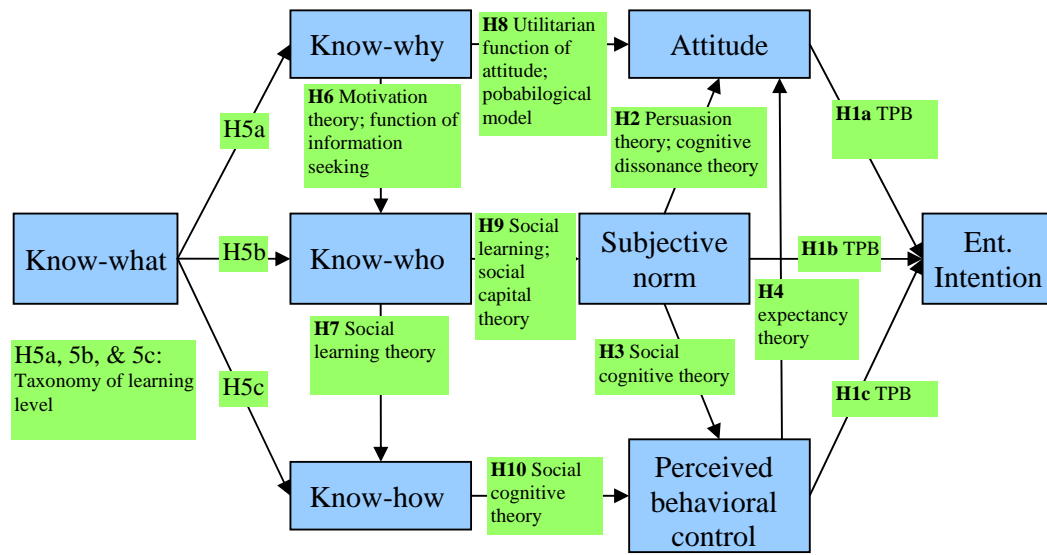 Know-why
H8 Utilitarian
function of
attitude;
pobabilogical
model
Attitude
H6 Motivation
theory; function of
information
seeking
H5a
H2 Persuasion
theory; cognitive
dissonance theory
H1a TPB
Know-what
H5b
Know-who
H9 Social
learning;
social
capital
theory
Subjective
norm
H1b TPB
Ent.
Intention
H4
expectancy
theory
H7 Social
learning theory
H3 Social
cognitive theory
H5a, 5b, & 5c:
Taxonomy of learning
level
H5c
H1c TPB
Know-how
H10 Social
cognitive
theory
Perceived
behavioral
control